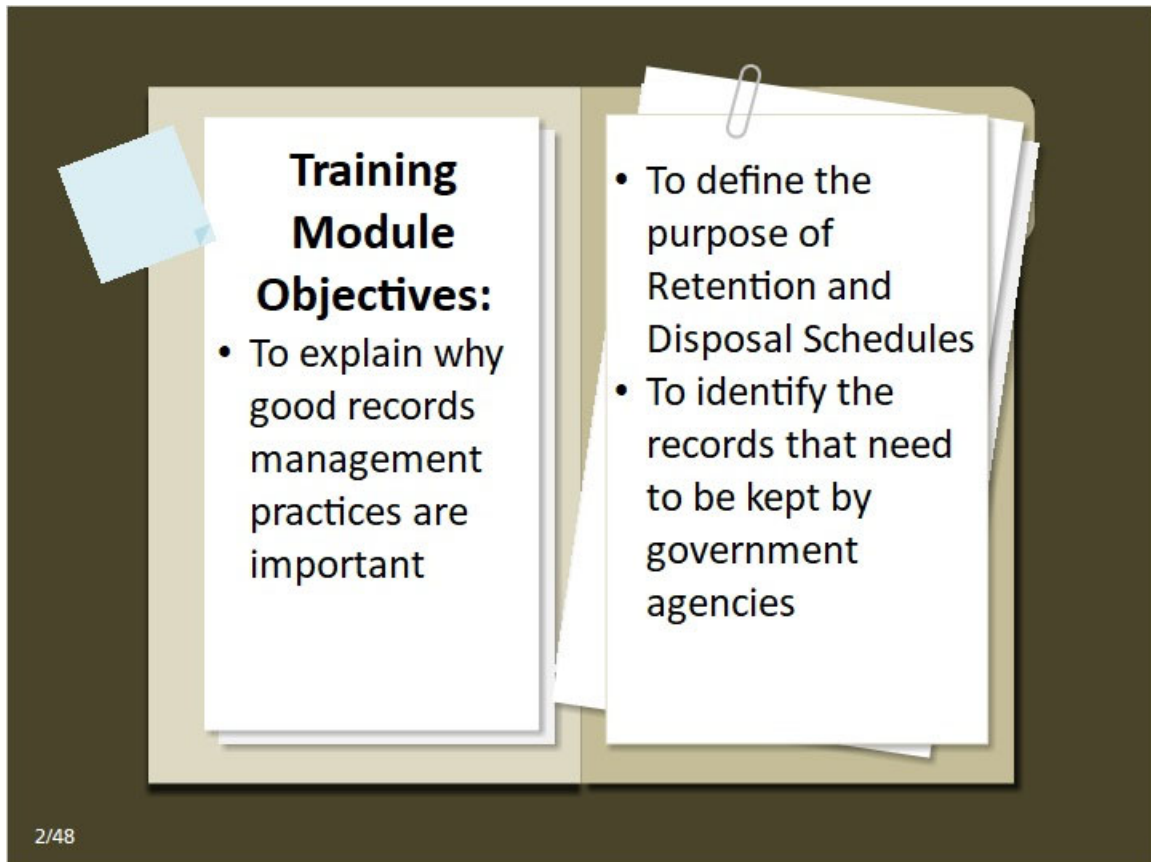 Training
Module
Objectives:
• To explain why
good records
management
practices are
important
• To define the
purpose of
Retention and
Disposal Schedules
• To identify the
records that need
to be kept by
government
agencies
2/48